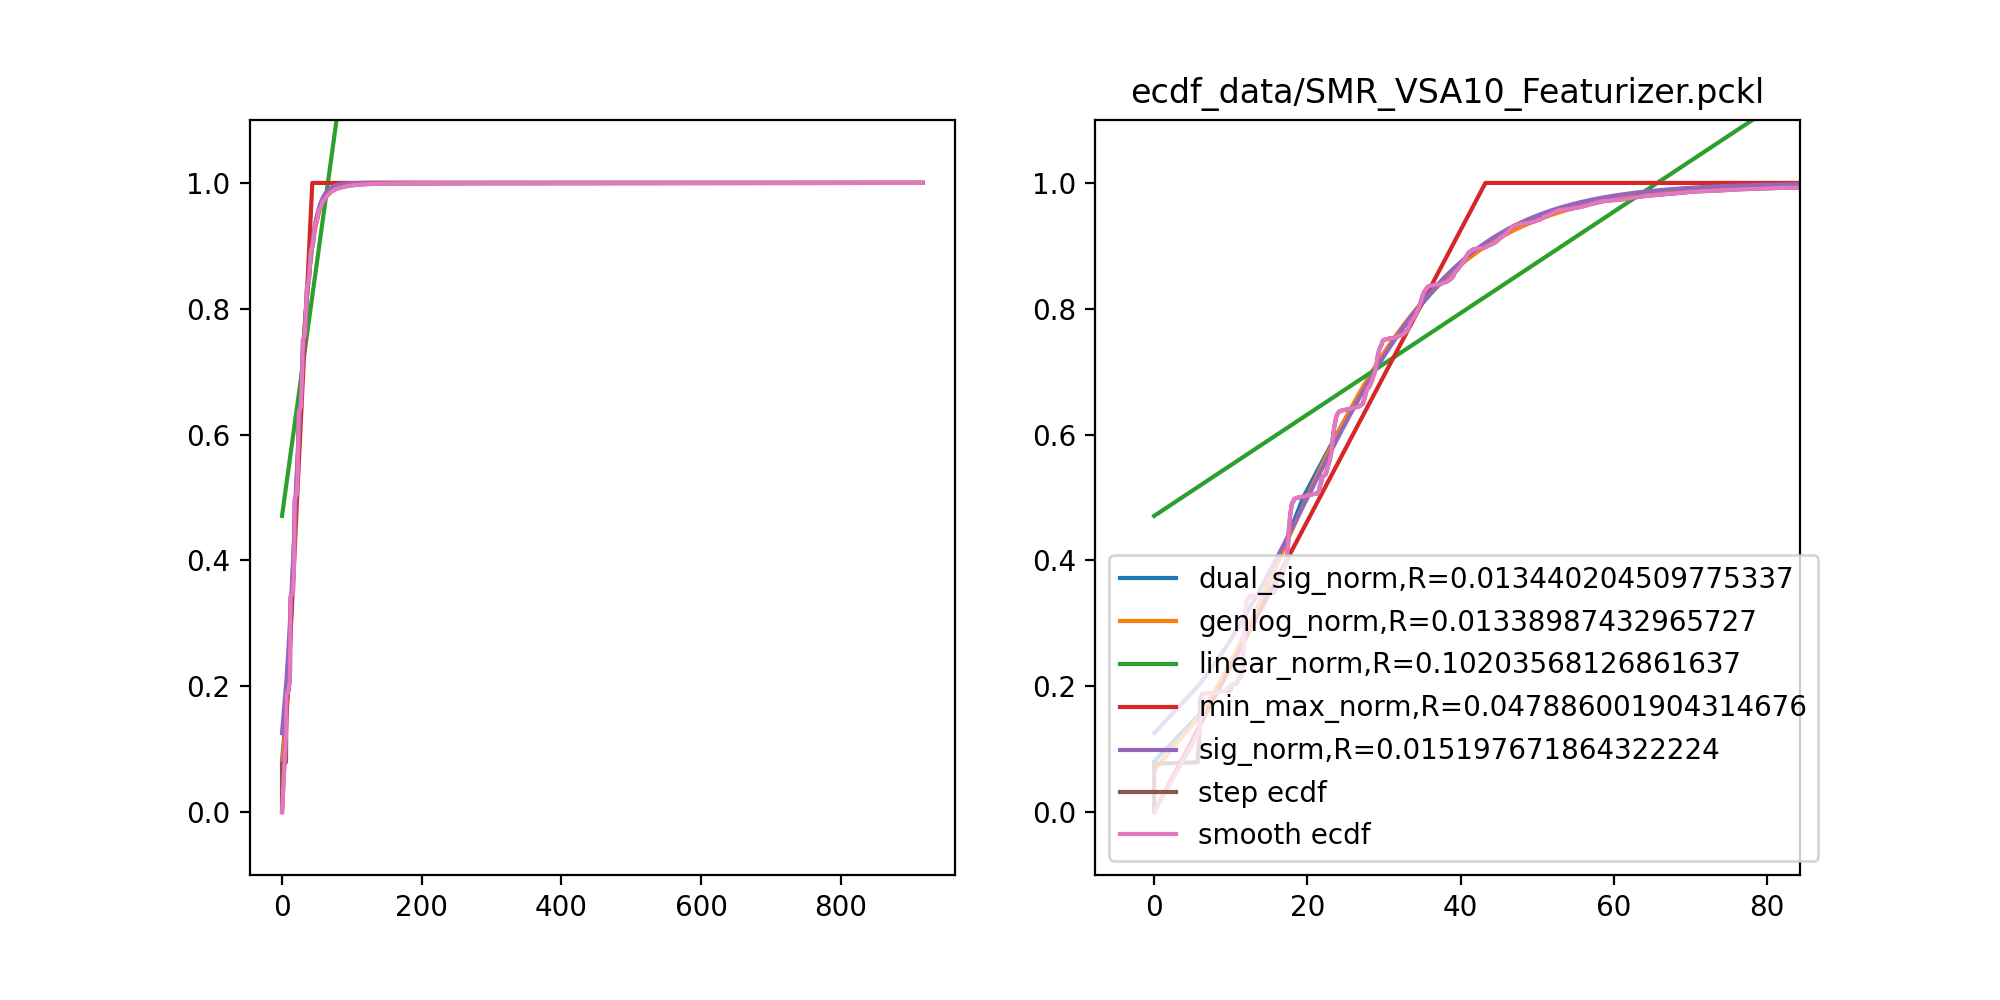 ecdf_data/SMR_VSA10_Featurizer.pckl
1.0
0.8
0.6
0.4
0.2
0.0
0 200 400 600 800
1.0
0.8
0.6
0.4
0.2
0.0
0 20 40 60 80
dual_sig_norm,R=0.013440204509775337
genlog_norm,R=0.01338987432965727
linear_norm,R=0.10203568126861637
min_max_norm,R=0.047886001904314676
sig_norm,R=0.015197671864322224
step ecdf
smooth ecdf